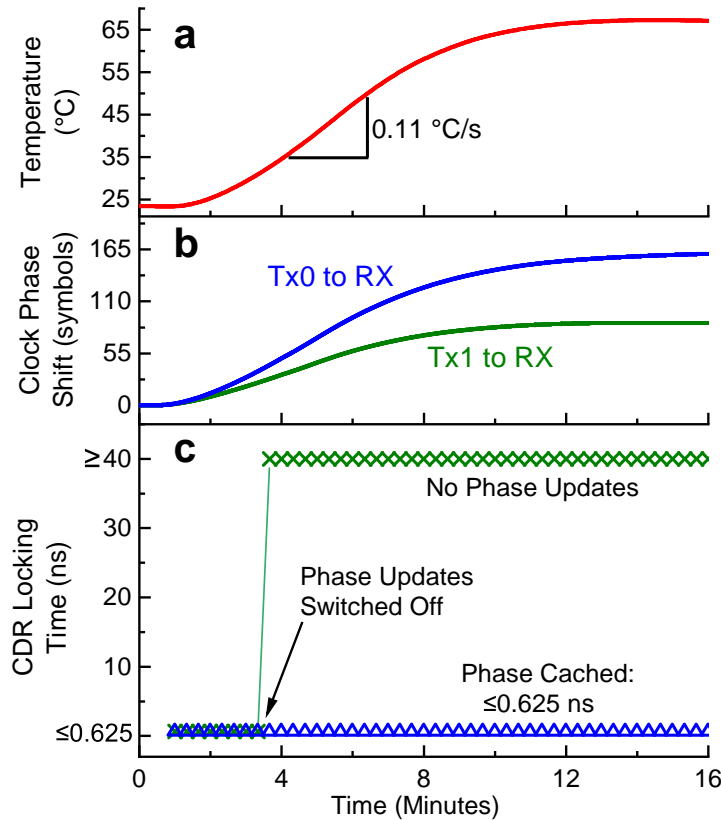 a
Temperature
(°C)
65
55
45
35
25
0.11 °C/s
b
Clock Phase
Shift (symbols)
165
110
55
0
Tx0 to RX
Tx1 to RX
c
CDR Locking
Time (ns)
≥40
30
20
10
≤0.625
No Phase Updates
Phase Updates
Switched Off
Phase Cached:
≤0.625 ns
0
4
8
12
16
Time (Minutes)